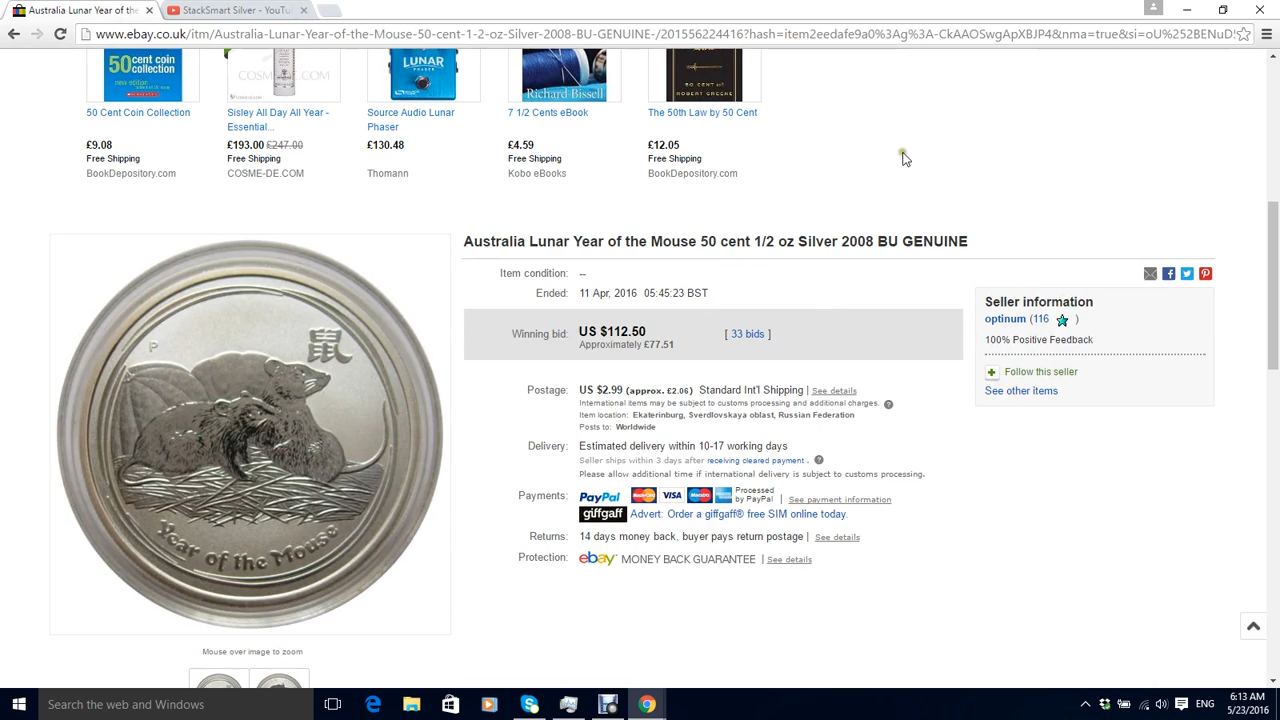 Australia Lunar Year of the M
StackSmart Silver - YouTu
www.ebay.co.uk/itm/Australia-Lunar-Year-of-the-Mouse-50-cent-1-2-oz-Silver-2008-BU-GENUINE-/201556224416?hash=item2eedafe9a0%3Ag%3A-CkAAOSwgApXBJP4&nma=true&si=oU%252BENuD
50cent coin
collection
new edition
SCHOLASTIC
COSME-DE.COM
LUNAR
PHASER
Richard Bissell
50 CENT AND
ROBERT GREENE
50 Cent Coin Collection
Sisley All Day All Year -
Essential...
Source Audio Lunar
Phaser
7 1/2 Cents eBook
The 50th Law by 50 Cent
£9.08
£193.00 £247.00
£130.48
£4.59
£12.05
Free Shipping
Free Shipping
Free Shipping
Free Shipping
BookDepository.com
COSME-DE.COM
Thomann
Kobo eBooks
BookDepository.com
Australia Lunar Year of the Mouse 50 cent 1/2 oz Silver 2008 BU GENUINE
Item condition: --
Ended: 11 Apr, 2016 05:45:23 BST
Winning bid: US $112.50 [ 33 bids ]
Approximately £77.51
Postage: US $2.99 (approx. £2.06) Standard Int'l Shipping | See details
International items may be subject to customs processing and additional charges. ?
Item location: Ekaterinburg, Sverdlovskaya oblast, Russian Federation
Posts to: Worldwide
Delivery: Estimated delivery within 10-17 working days
Seller ships within 3 days after receiving cleared payment . ?
Please allow additional time if international delivery is subject to customs processing.
Payments: PayPal MasterCard VISA Maestro Processed by PayPal | See payment information
giffgaff Advert: Order a giffgaff® free SIM online today.
Returns: 14 days money back, buyer pays return postage | See details
Protection: ebay MONEY BACK GUARANTEE | See details
Seller information
optinum (116 )
100% Positive Feedback
Follow this seller
See other items
鼠
P
Year of the Mouse
Mouse over image to zoom
Search the web and Windows
ENG
6:13 AM
5/23/2016